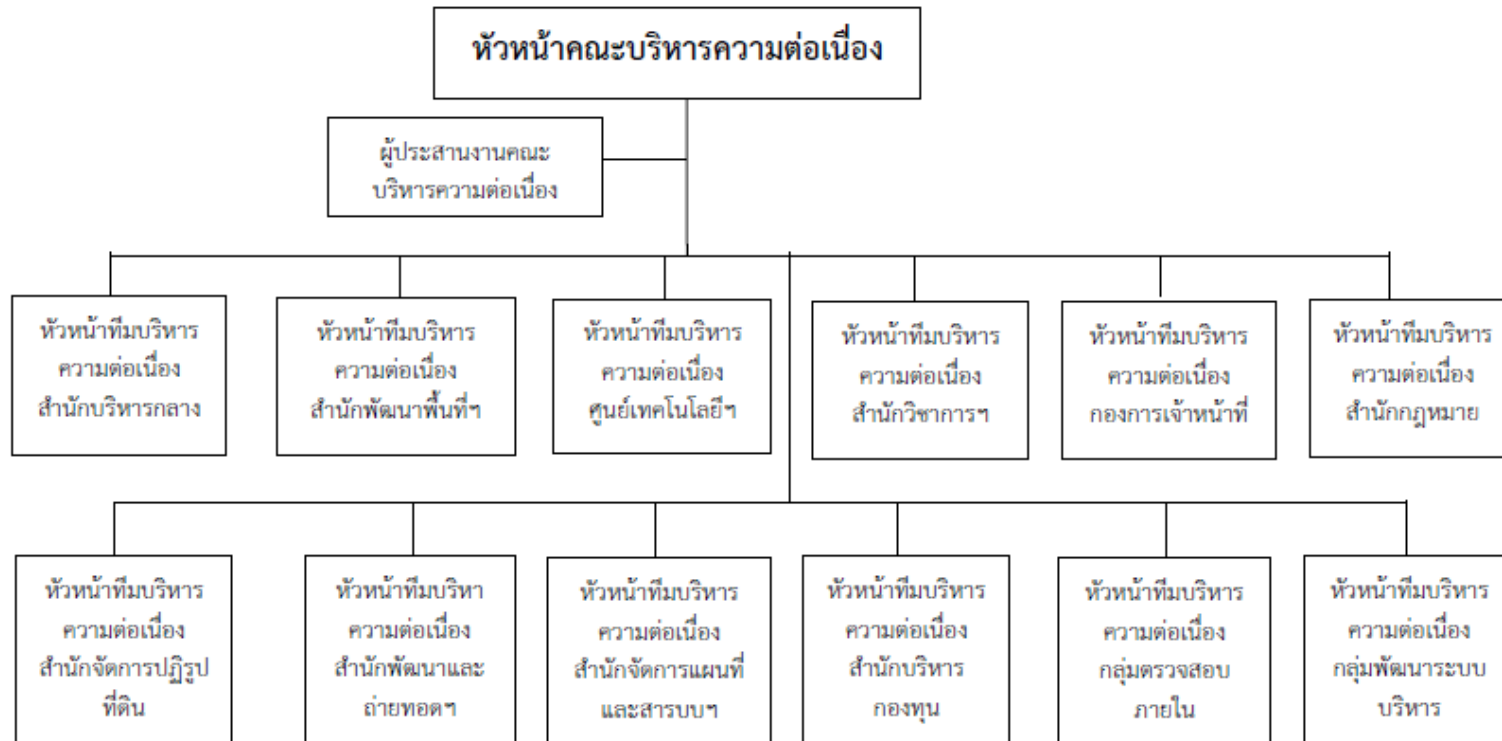 หัวหน้าคณะบริหารความต่อเนื่อง
ผู้ประสานงานคณะ
บริหารความต่อเนื่อง
หัวหน้าทีมบริหาร
ความต่อเนื่อง
สำนักบริหารกลาง
หัวหน้าทีมบริหาร
ความต่อเนื่อง
สำนักพัฒนาพื้นที่ฯ
หัวหน้าทีมบริหาร
ความต่อเนื่อง
ศูนย์เทคโนโลยีฯ
หัวหน้าทีมบริหาร
ความต่อเนื่อง
สำนักวิชาการฯ
หัวหน้าทีมบริหาร
ความต่อเนื่อง
กองการเจ้าหน้าที่
หัวหน้าทีมบริหาร
ความต่อเนื่อง
สำนักกฎหมาย
หัวหน้าทีมบริหาร
ความต่อเนื่อง
สำนักจัดการปฏิรูป
ที่ดิน
หัวหน้าทีมบริหา
ความต่อเนื่อง
สำนักพัฒนาและ
ถ่ายทอดฯ
หัวหน้าทีมบริหาร
ความต่อเนื่อง
สำนักจัดการแผนที่
และสารบบฯ
หัวหน้าทีมบริหาร
ความต่อเนื่อง
สำนักบริหาร
กองทุน
หัวหน้าทีมบริหาร
ความต่อเนื่อง
กลุ่มตรวจสอบ
ภายใน
หัวหน้าทีมบริหาร
ความต่อเนื่อง
กลุ่มพัฒนาระบบ
บริหาร